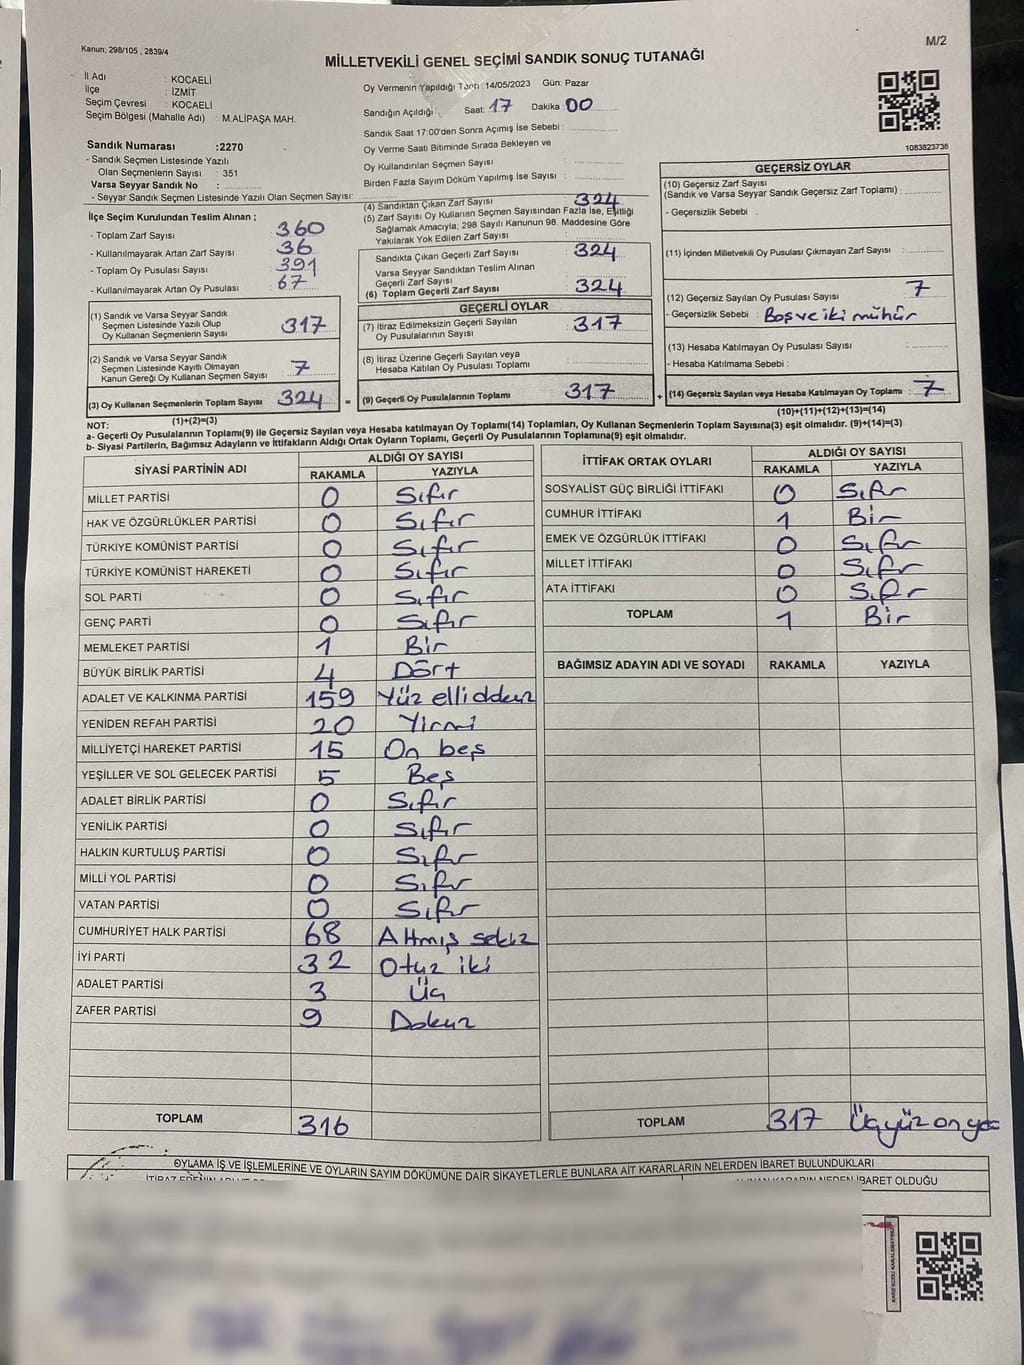 Kanun: 298/105 , 2839/4
M/2
MİLLETVEKİLİ GENEL SEÇİMİ SANDIK SONUÇ TUTANAĞI
İl Adı : KOCAELİ
İlçe : İZMİT
Seçim Çevresi : KOCAELİ
Seçim Bölgesi (Mahalle Adı) : M.ALİPAŞA MAH.
Sandık Numarası :2270
- Sandık Seçmen Listesinde Yazılı
Olan Seçmenlerin Sayısı : 351
Varsa Seyyar Sandık No :
- Seyyar Sandık Listesinde Yazılı Olan Seçmen Sayısı:
Oy Vermenin Yapıldığı Tarih :14/05/2023 Gün: Pazar
Sandığın Açıldığı Saat: 17 Dakika: 00
Sandık Saat 17:00'den Sonra Açımış İse Sebebi :
Oy Verme Saati Bitiminde Sırada Bekleyen ve
Oy Kullandırılan Seçmen Sayısı :
Birden Fazla Sayım Döküm Yapılmış İse Sayısı :
1083823738
İlçe Seçim Kurulundan Teslim Alınan ;
- Toplam Zarf Sayısı : 360
- Kullanılmayarak Artan Zarf Sayısı : 36
- Toplam Oy Pusulası Sayısı : 391
- Kullanılmayarak Artan Oy Pusulası : 67
(1) Sandık ve Varsa Seyyar Sandık
Seçmen Listesinde Yazılı Olup
Oy Kullanan Seçmenlerin Sayısı : 317
(2) Sandık ve Varsa Seyyar Sandık
Seçmen Listesinde Kayıtlı Olmayan
Kanun Gereği Oy Kullanan Seçmen Sayısı : 7
(3) Oy Kullanan Seçmenlerin Toplam Sayısı 324 =
(1)+(2)=(3)
(4) Sandıktan Çıkan Zarf Sayısı : 324
(5) Zarf Sayısı Oy Kullanan Seçmen Sayısından Fazla İse, Eşitliği
Sağlamak Amacıyla; 298 Sayılı Kanunun 98. Maddesine Göre
Yakılarak Yok Edilen Zarf Sayısı :
Sandıkta Çıkan Geçerli Zarf Sayısı : 324
Varsa Seyyar Sandıktan Teslim Alınan
Geçerli Zarf Sayısı :
(6) Toplam Geçerli Zarf Sayısı : 324
GEÇERLİ OYLAR
(7) İtiraz Edilmeksizin Geçerli Sayılan
Oy Pusulalarının Sayısı : 317
(8) İtiraz Üzerine Geçerli Sayılan veya
Hesaba Katılan Oy Pusulası Toplamı :
(9) Geçerli Oy Pusulalarının Toplamı 317 +
GEÇERSİZ OYLAR
(10) Geçersiz Zarf Sayısı
(Sandık ve Varsa Seyyar Sandık Geçersiz Zarf Toplamı) :
- Geçersizlik Sebebi :
(11) İçinden Milletvekili Oy Pusulası Çıkmayan Zarf Sayısı :
(12) Geçersiz Sayılan Oy Pusulası Sayısı : 7
- Geçersizlik Sebebi : Boş ve iki mühür
(13) Hesaba Katılmayan Oy Pusulası Sayısı :
- Hesaba Katılmama Sebebi :
(14) Geçersiz Sayılan veya Hesaba Katılmayan Oy Toplamı : 7
(10)+(11)+(12)+(13)=(14)
NOT:
a- Geçerli Oy Pusulalarının Toplamı(9) ile Geçersiz Sayılan veya Hesaba katılmayan Oy Toplamı(14) Toplamları, Oy Kullanan Seçmenlerin Toplam Sayısına(3) eşit olmalıdır. (9)+(14)=(3)
b- Siyasi Partilerin, Bağımsız Adayların ve İttifakların Aldığı Ortak Oyların Toplamı, Geçerli Oy Pusulalarının Toplamına(9) eşit olmalıdır.
SİYASİ PARTİNİN ADI ALDIĞI OY SAYISI
RAKAMLA YAZIYLA
MİLLET PARTİSİ 0 Sıfır
HAK VE ÖZGÜRLÜKLER PARTİSİ 0 Sıfır
TÜRKİYE KOMÜNİST PARTİSİ 0 Sıfır
TÜRKİYE KOMÜNİST HAREKETİ 0 Sıfır
SOL PARTİ 0 Sıfır
GENÇ PARTİ 0 Sıfır
MEMLEKET PARTİSİ 1 Bir
BÜYÜK BİRLİK PARTİSİ 4 Dört
ADALET VE KALKINMA PARTİSİ 159 Yüz elli dokuz
YENİDEN REFAH PARTİSİ 20 Yirmi
MİLLİYETÇİ HAREKET PARTİSİ 15 On beş
YEŞİLLER VE SOL GELECEK PARTİSİ 5 Beş
ADALET BİRLİK PARTİSİ 0 Sıfır
YENİLİK PARTİSİ 0 Sıfır
HALKIN KURTULUŞ PARTİSİ 0 Sıfır
MİLLİ YOL PARTİSİ 0 Sıfır
VATAN PARTİSİ 0 Sıfır
CUMHURİYET HALK PARTİSİ 68 Altmış sekiz
İYİ PARTİ 32 Otuz iki
ADALET PARTİSİ 3 Üç
ZAFER PARTİSİ 9 Dokuz
TOPLAM 316
İTTİFAK ORTAK OYLARI ALDIĞI OY SAYISI
RAKAMLA YAZIYLA
SOSYALİST GÜÇ BİRLİĞİ İTTİFAKI 0 Sıfır
CUMHUR İTTİFAKI 1 Bir
EMEK VE ÖZGÜRLÜK İTTİFAKI 0 Sıfır
MİLLET İTTİFAKI 0 Sıfır
ATA İTTİFAKI 0 Sıfır
TOPLAM 1 Bir
BAĞIMSIZ ADAYIN ADI VE SOYADI RAKAMLA YAZIYLA
TOPLAM 317 Üçyüz on yedi
OYLAMA İŞ VE İŞLEMLERİNE VE OYLARIN SAYIM DÖKÜMÜNE DAİR ŞİKAYETLERLE BUNLARA AİT KARARLARIN NELERDEN İBARET BULUNDUKLARI
İBARET OLDUĞU